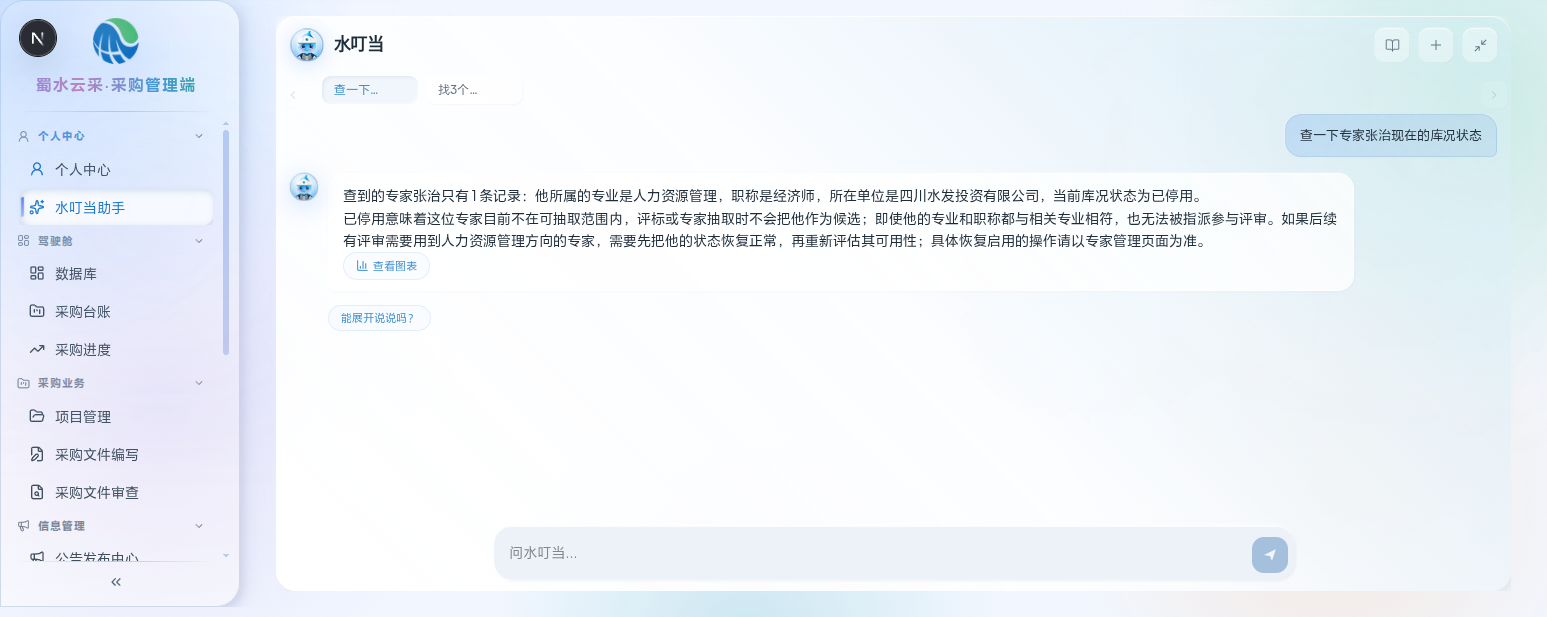 N
蜀水云采·采购管理端
个人中心
个人中心
水叮当助手
驾驶舱
数据库
采购台账
采购进度
采购业务
项目管理
采购文件编写
采购文件审查
信息管理
公告发布中心
水叮当
查一下...
找3个...
查一下专家张治现在的库况状态
查到的专家张治只有1条记录：他所属的专业是人力资源管理，职称是经济师，所在单位是四川水发投资有限公司，当前库况状态为已停用。
已停用意味着这位专家目前不在可抽取范围内，评标或专家抽取时不会把他作为候选；即使他的专业和职称都与相关专业相符，也无法被指派参与评审。如果后续
有评审需要用到人力资源管理方向的专家，需要先把他的状态恢复正常，再重新评估其可用性；具体恢复启用的操作请以专家管理页面为准。
查看图表
能展开说说吗？
问水叮当...